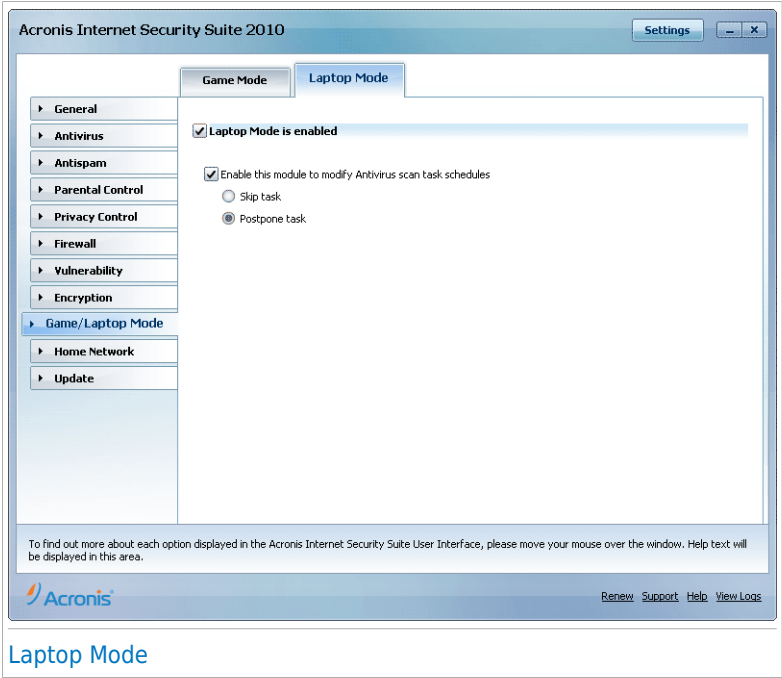 Acronis Internet Security Suite 2010
Settings
Game Mode
Laptop Mode
General
Antivirus
Antispam
Parental Control
Privacy Control
Firewall
Vulnerability
Encryption
Game/Laptop Mode
Home Network
Update
Laptop Mode is enabled
Enable this module to modify Antivirus scan task schedules
Skip task
Postpone task
To find out more about each option displayed in the Acronis Internet Security Suite User Interface, please move your mouse over the window. Help text will
be displayed in this area.
Acronis
Renew Support Help View Logs
Laptop Mode